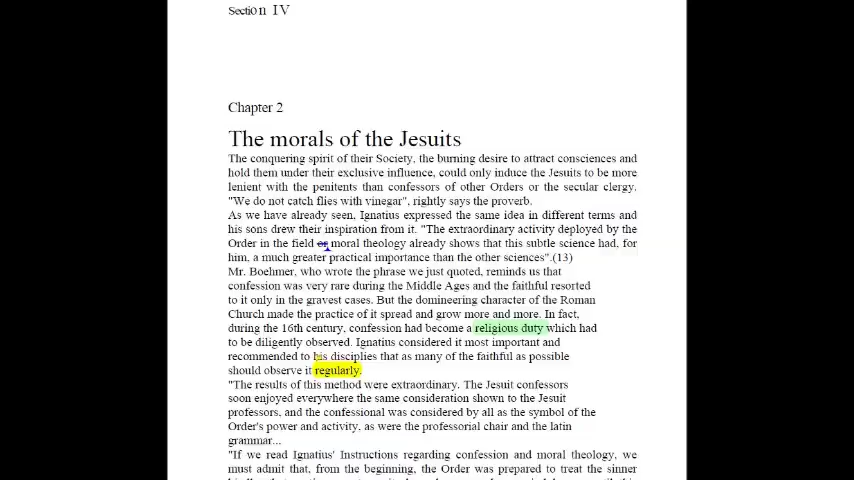 Section IV
Chapter 2
The morals of the Jesuits
The conquering spirit of their Society, the burning desire to attract consciences and
hold them under their exclusive influence, could only induce the Jesuits to be more
lenient with the penitents than confessors of other Orders or the secular clergy.
"We do not catch flies with vinegar", rightly says the proverb.
As we have already seen, Ignatius expressed the same idea in different terms and
his sons drew their inspiration from it. "The extraordinary activity deployed by the
Order in the field or moral theology already shows that this subtle science had, for
him, a much greater practical importance than the other sciences".(13)
Mr. Boehmer, who wrote the phrase we just quoted, reminds us that
confession was very rare during the Middle Ages and the faithful resorted
to it only in the gravest cases. But the domineering character of the Roman
Church made the practice of it spread and grow more and more. In fact,
during the 16th century, confession had become a religious duty which had
to be diligently observed. Ignatius considered it most important and
recommended to his disciples that as many of the faithful as possible
should observe it regularly.
"The results of this method were extraordinary. The Jesuit confessors
soon enjoyed everywhere the same consideration shown to the Jesuit
professors, and the confessional was considered by all as the symbol of the
Order's power and activity, as were the professorial chair and the latin
grammar...
"If we read Ignatius' Instructions regarding confession and moral theology, we
must admit that, from the beginning, the Order was prepared to treat the sinner